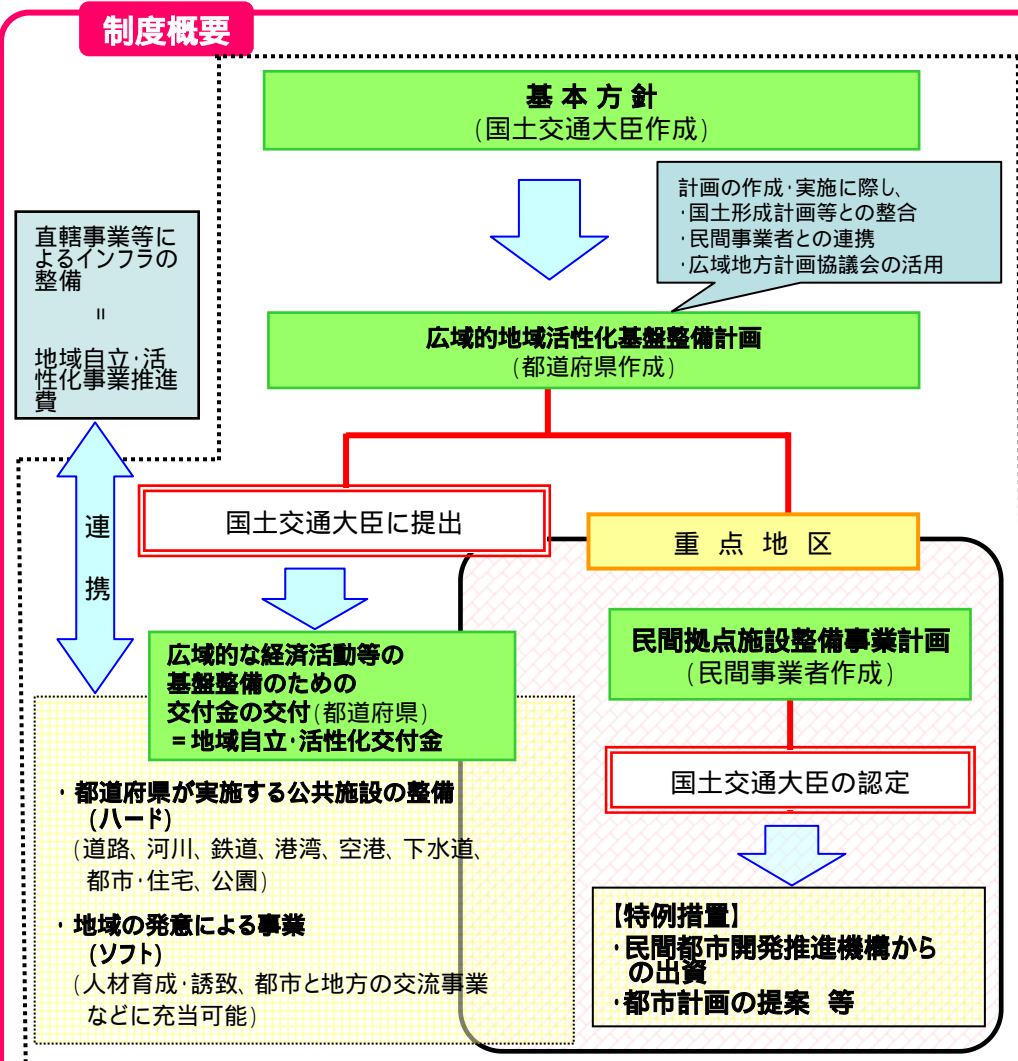 制度概要
基本方針
(国土交通大臣作成)
計画の作成・実施に際し、
・国土形成計画等との整合
・民間事業者との連携
・広域地方計画協議会の活用
直轄事業等に
よるインフラの
整備
＝
地域自立・活
性化事業推進
費
広域的地域活性化基盤整備計画
(都道府県作成)
連
携
国土交通大臣に提出
重点地区
広域的な経済活動等の
基盤整備のための
交付金の交付(都道府県)
=地域自立・活性化交付金
・都道府県が実施する公共施設の整備
(ハード)
(道路、河川、鉄道、港湾、空港、下水道、
都市・住宅、公園)
・地域の発意による事業
(ソフト)
(人材育成・誘致、都市と地方の交流事業
などに充当可能)
民間拠点施設整備事業計画
(民間事業者作成)
国土交通大臣の認定
【特例措置】
・民間都市開発推進機構から
の出資
・都市計画の提案 等